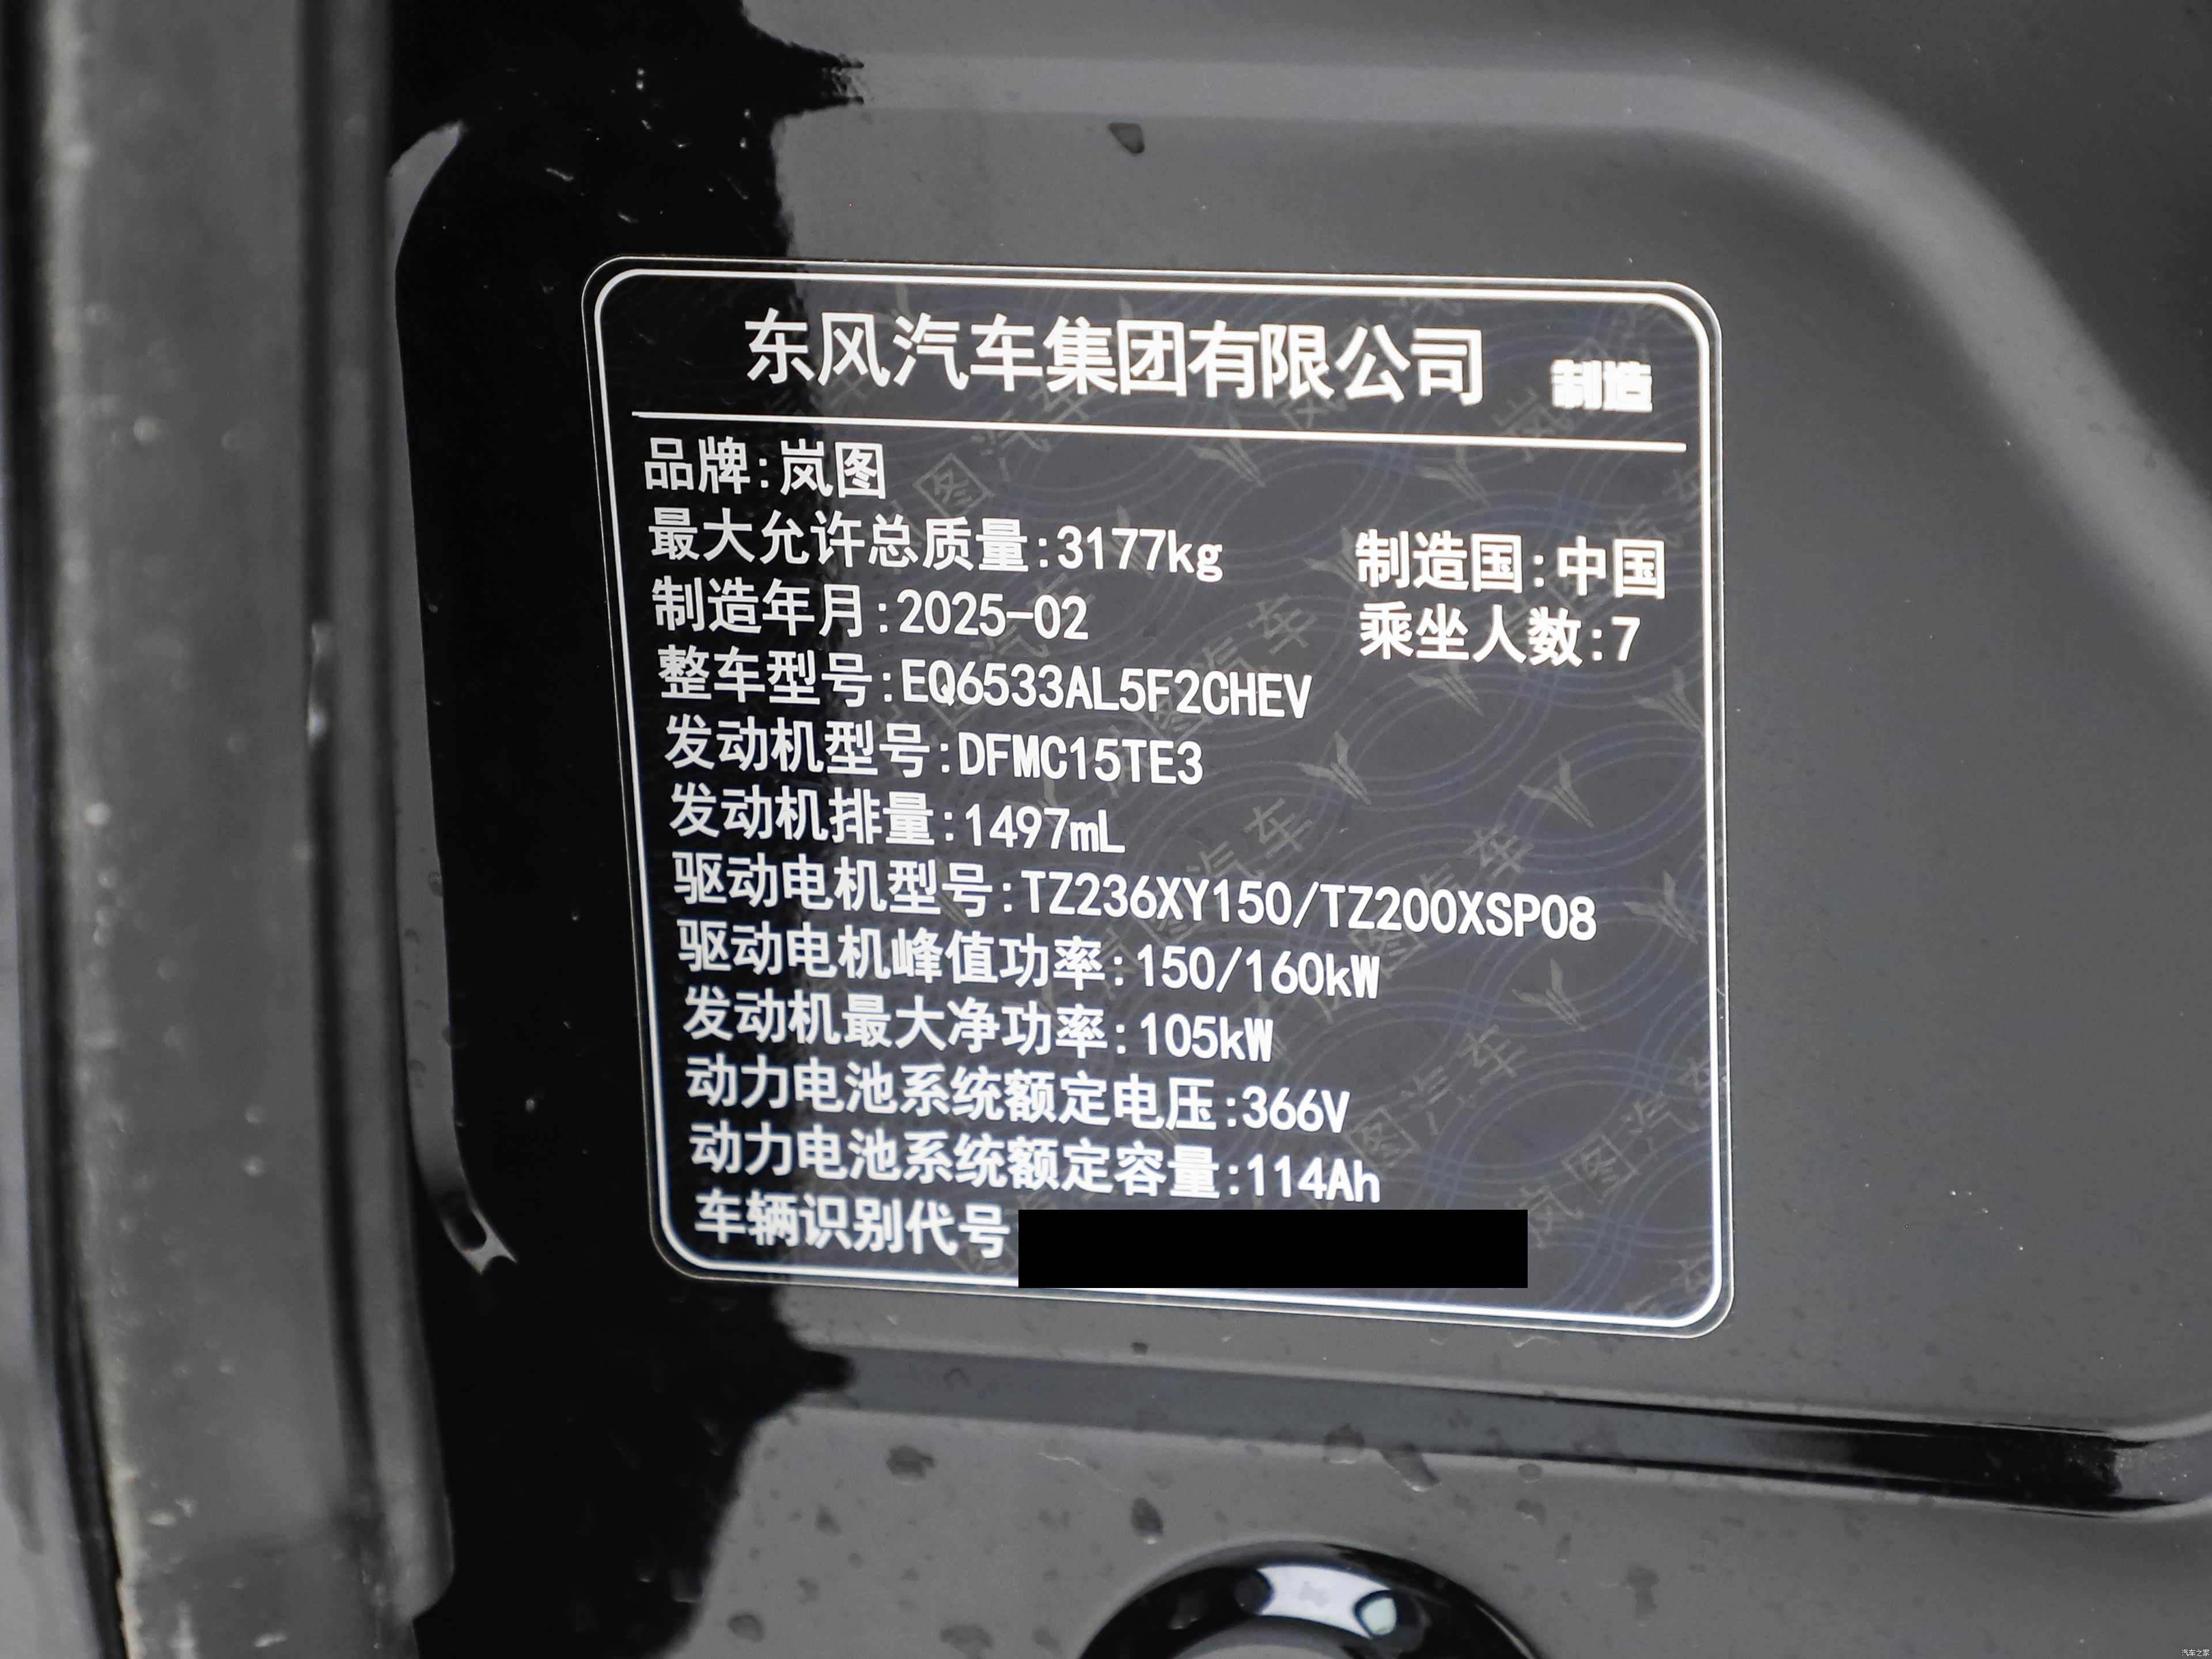 东风汽车集团有限公司 制造
品牌:岚图
最大允许总质量:3177kg 制造国:中国
制造年月:2025-02 乘坐人数:7
整车型号:EQ6533AL5F2CHEV
发动机型号:DFMC15TE3
发动机排量:1497mL
驱动电机型号:TZ236XY150/TZ200XSP08
驱动电机峰值功率:150/160kW
发动机最大净功率:105kW
动力电池系统额定电压:366V
动力电池系统额定容量:114Ah
车辆识别代号
汽车之家